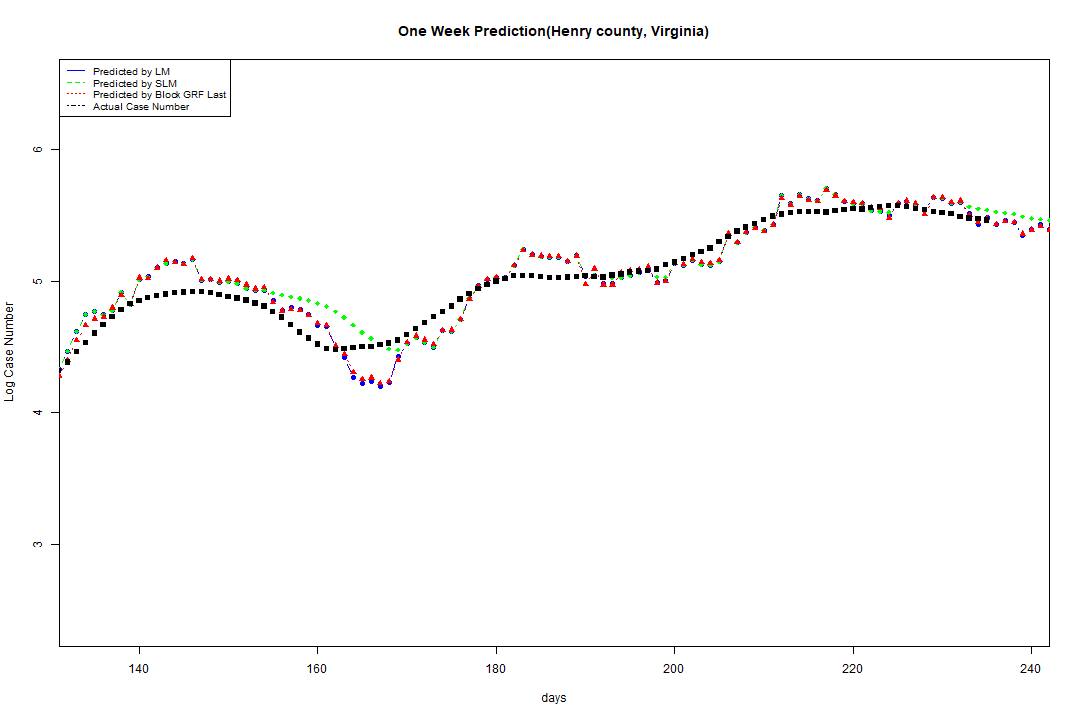 One Week Prediction(Henry county, Virginia)
Predicted by LM
Predicted by SLM
Predicted by Block GRF Last
Actual Case Number
6
5
4
3
Log Case Number
140 160 180 200 220 240
days